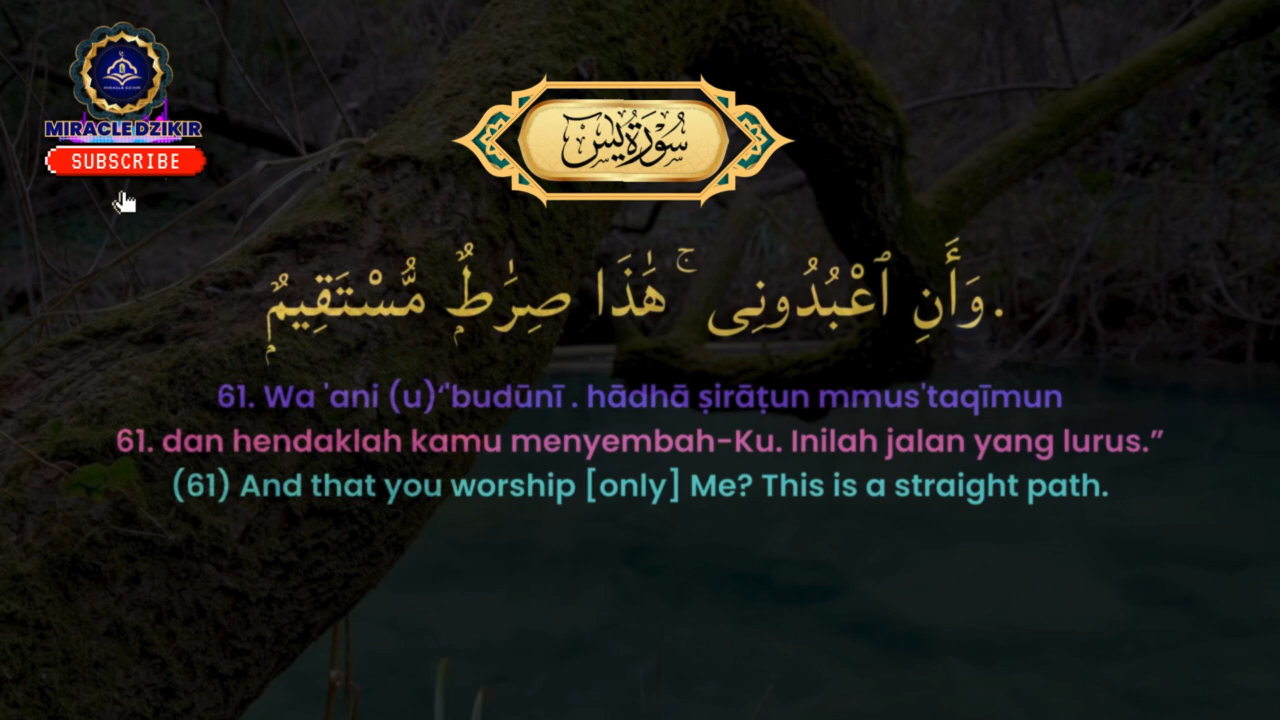 MIRACLE DZIKIR
SUBSCRIBE
سُورَةُ يٰسٓ
وَأَنِ ٱعْبُدُونِى ۚ هَٰذَا صِرَٰطٌۭ مُّسْتَقِيمٌۭ.
61. Wa 'ani (u)ʿ'budūnī . hādhā ṣirāṭun mmus'taqīmun
61. dan hendaklah kamu menyembah-Ku. Inilah jalan yang lurus.”
(61) And that you worship [only] Me? This is a straight path.